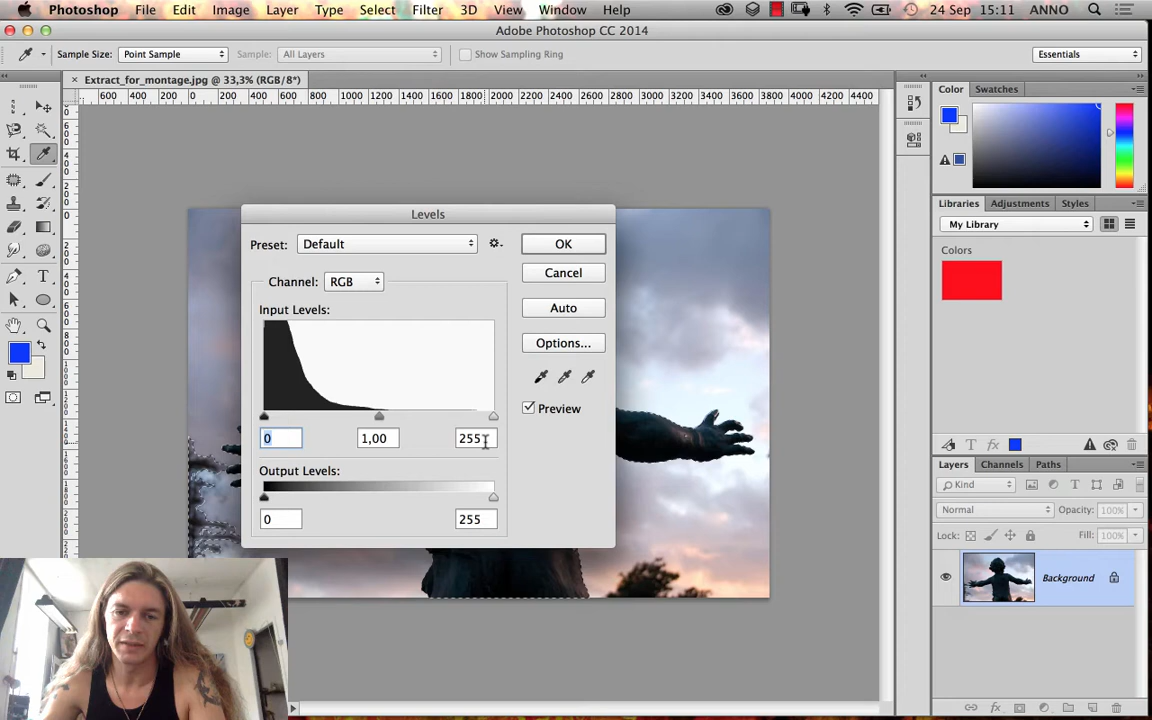 Photoshop File Edit Image Layer Type Select Filter 3D View Window Help 24 Sep 15:11 ANNO
Adobe Photoshop CC 2014
Sample Size: Point Sample Sample: All Layers Show Sampling Ring Essentials
× Extract_for_montage.jpg @ 33,3% (RGB/8*)
600 400 200 0 200 400 600 800 1000 1200 1400 1600 1800 2000 2200 2400 2600 2800 3000 3200 3400 3600 3800 4000 4200 4400
Color Swatches
Libraries Adjustments Styles
My Library
Colors
Levels
Preset: Default OK
Cancel
Channel: RGB
Auto
Input Levels:
Options...
Preview
0 1,00 255
Output Levels:
0 255
Layers Channels Paths
Kind
Normal Opacity: 100%
Lock: Fill: 100%
Background